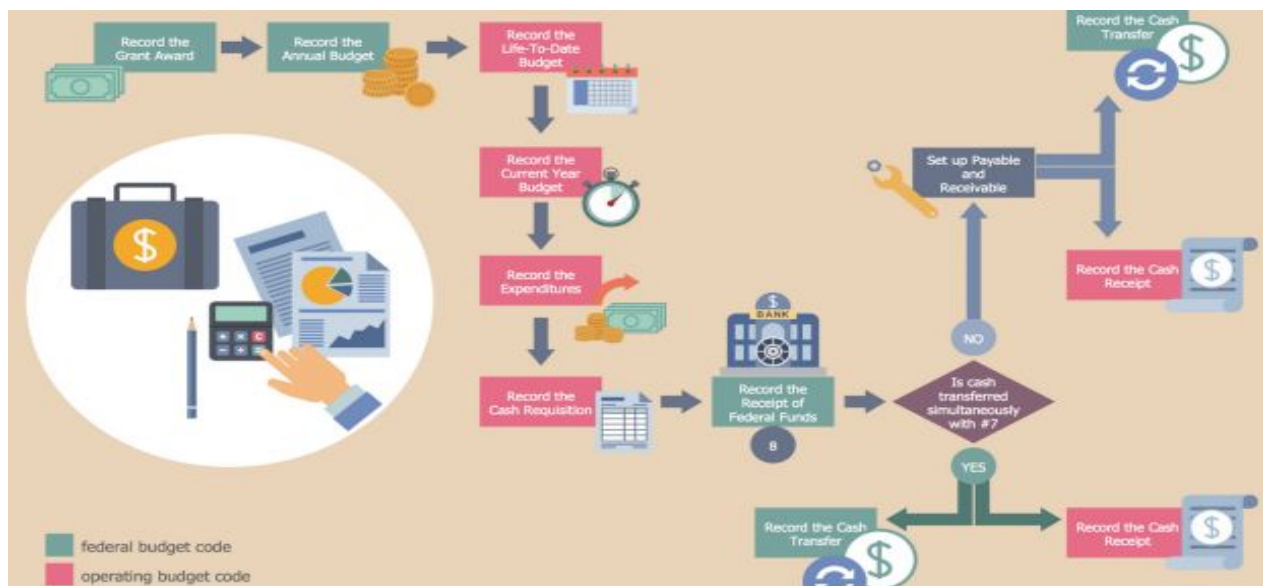 Record the
Grant Award
Record the
Annual Budget
Record the
Life-To-Date
Budget
Record the
Current Year
Budget
Record the
Expenditures
Record the
Cash Requisition
$
BANK
Record the
Receipt of
Federal Funds
8
Is cash
transferred
simultaneously
with #7
NO
Set up Payable
and
Receivable
Record the Cash
Transfer
$
Record the Cash
Receipt
$
YES
Record the Cash
Transfer
$
Record the Cash
Receipt
$
$
+ × C
− + =
federal budget code
operating budget code